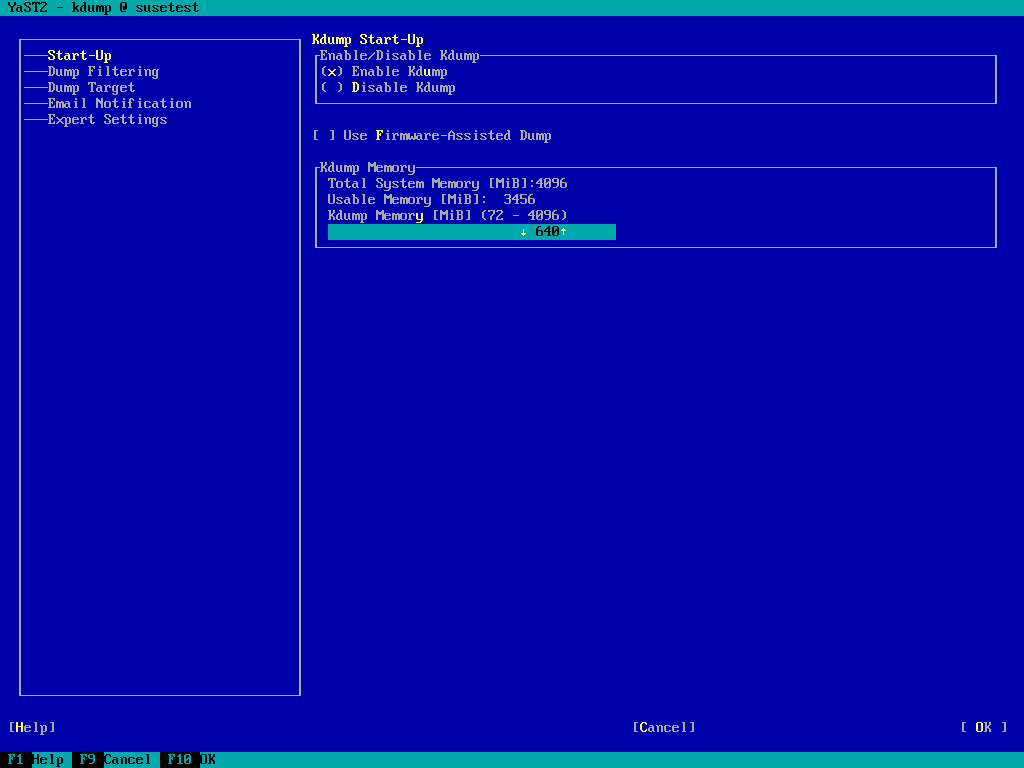 YaST2 - kdump @ susetest
Start-Up
Dump Filtering
Dump Target
Email Notification
Expert Settings
Kdump Start-Up
Enable/Disable Kdump
(x) Enable Kdump
( ) Disable Kdump
[ ] Use Firmware-Assisted Dump
Kdump Memory
Total System Memory [MiB]:4096
Usable Memory [MiB]:  3456
Kdump Memory [MiB] (72 - 4096)
↓ 640↑
[Help] [Cancel] [ OK ]
F1 Help F9 Cancel F10 OK